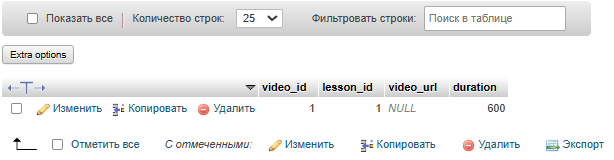 Показать все Количество строк: 25 Фильтровать строки: Поиск в таблице
Extra options
video_id lesson_id video_url duration
Изменить Копировать Удалить 1 1 NULL 600
Отметить все С отмеченными: Изменить Копировать Удалить Экспорт